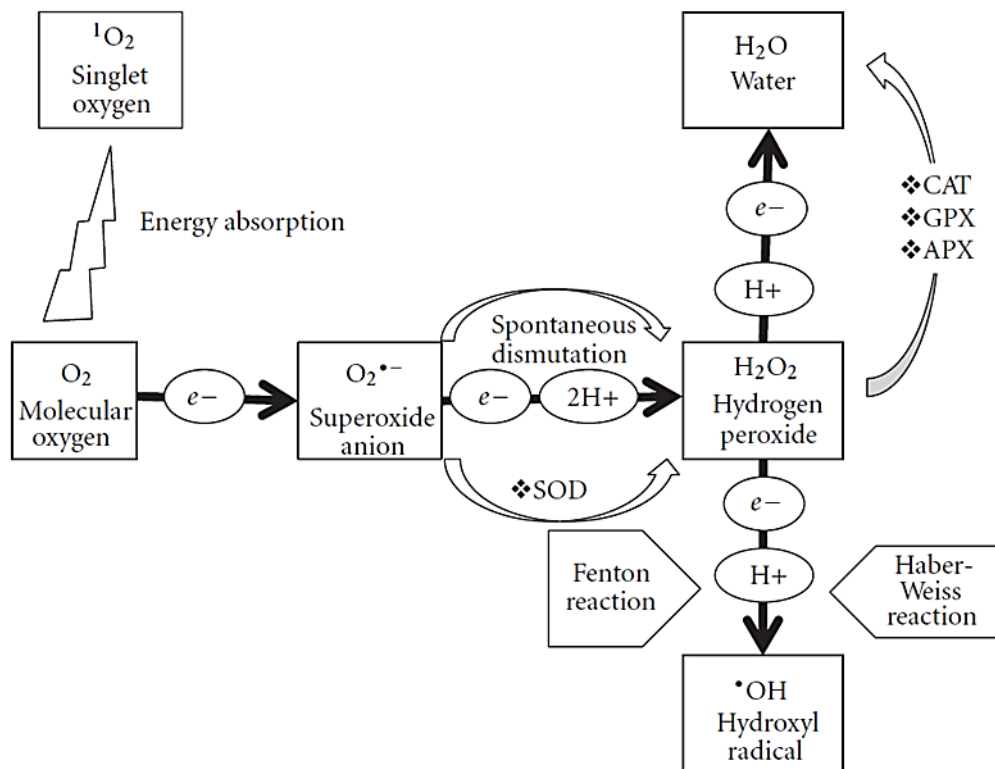 ¹O₂
Singlet
oxygen
H₂O
Water
Energy absorption
e−
❖CAT
❖GPX
❖APX
H+
Spontaneous
dismutation
O₂
Molecular
oxygen
e−
O₂•−
Superoxide
anion
e−
2H+
H₂O₂
Hydrogen
peroxide
❖SOD
e−
Fenton
reaction
H+
Haber-
Weiss
reaction
•OH
Hydroxyl
radical